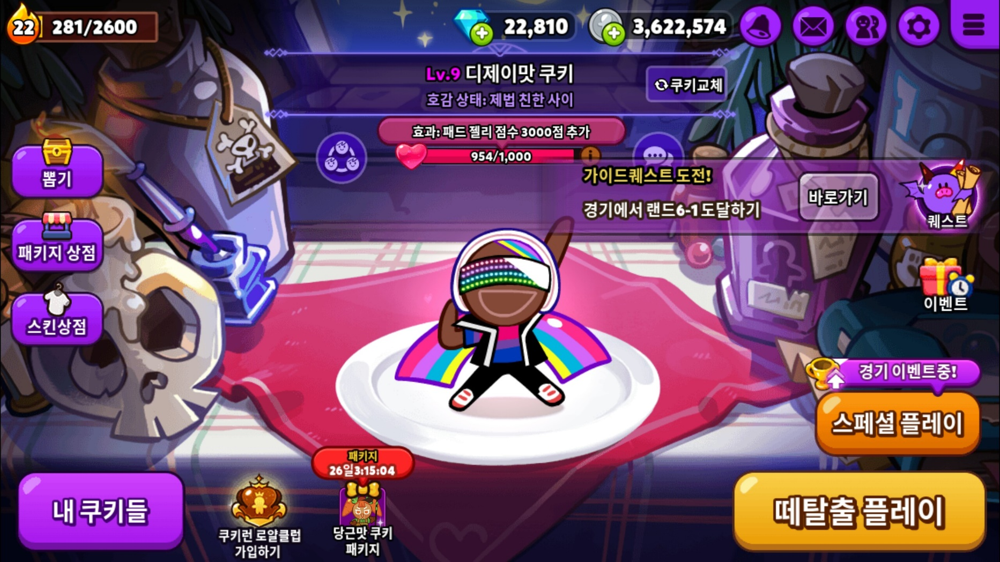 22
281/2600
22,810
3,622,574
Lv.9 디제이맛 쿠키
호감 상태: 제법 친한 사이
쿠키교체
효과: 패드 젤리 점수 3000점 추가
954/1,000
가이드퀘스트 도전!
경기에서 랜드6-1 도달하기
바로가기
퀘스트
뽑기
패키지 상점
스킨상점
이벤트
경기 이벤트중!
스페셜 플레이
패키지
26일3:15:04
내 쿠키들
쿠키런 로얄클럽
가입하기
당근맛 쿠키
패키지
떼탈출 플레이